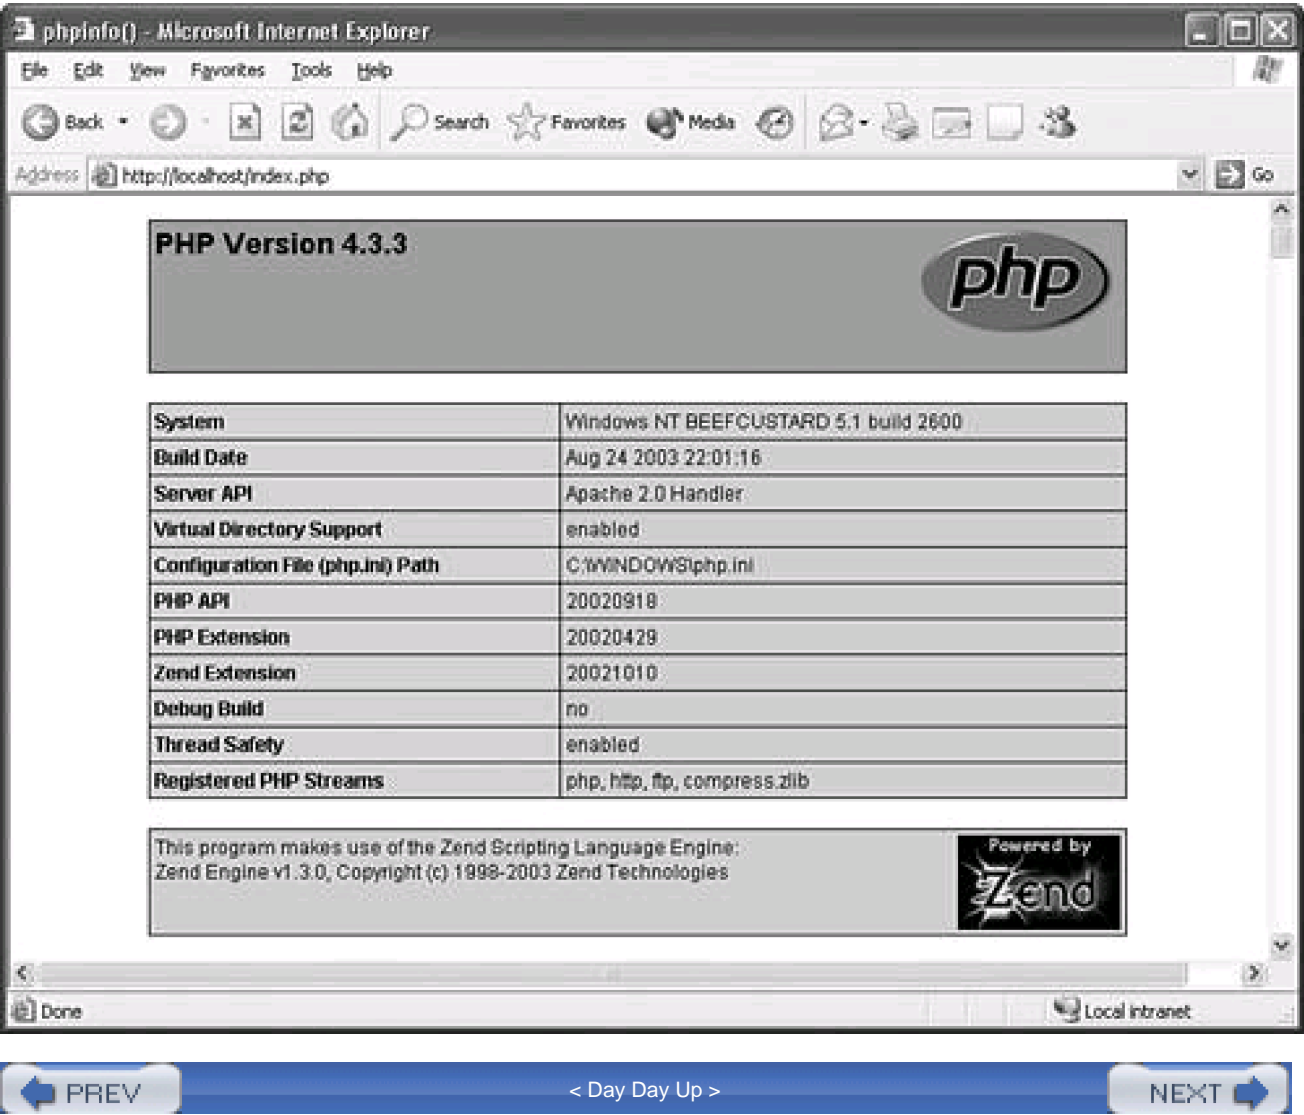 phpinfo() - Microsoft Internet Explorer
File Edit View Favorites Tools Help
Back Search Favorites Media
Address http://localhost/index.php Go
PHP Version 4.3.3
php
System Windows NT BEEFCUSTARD 5.1 build 2600
Build Date Aug 24 2003 22:01:16
Server API Apache 2.0 Handler
Virtual Directory Support enabled
Configuration File (php.ini) Path C:\WINDOWS\php.ini
PHP API 20020918
PHP Extension 20020429
Zend Extension 20021010
Debug Build no
Thread Safety enabled
Registered PHP Streams php, http, ftp, compress.zlib
This program makes use of the Zend Scripting Language Engine:
Zend Engine v1.3.0, Copyright (c) 1998-2003 Zend Technologies
Powered by
Zend
Done Local intranet
PREV < Day Day Up > NEXT